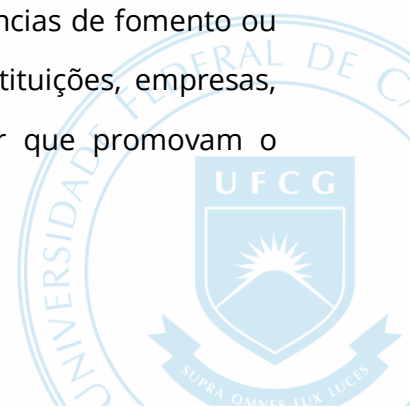 ncias de fomento ou
tituições, empresas,
r que promovam o
UFCG
SUPRA OMNES LUX LUCES